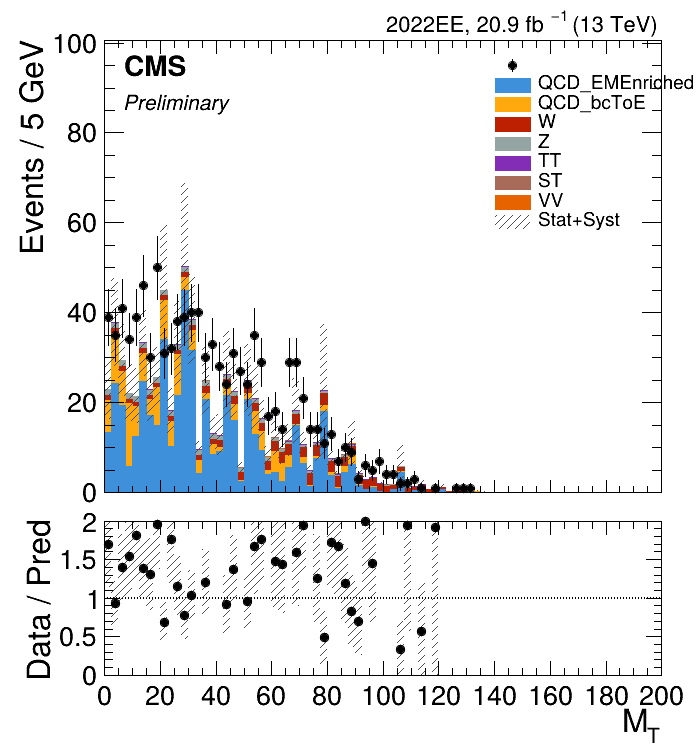 2022EE, 20.9 fb ⁻¹ (13 TeV)
CMS
Preliminary
QCD_EMEnriched
QCD_bcToE
W
Z
TT
ST
VV
Stat+Syst
Events / 5 GeV
100
80
60
40
20
0
Data / Pred
2
1.5
1
0.5
0
0 20 40 60 80 100 120 140 160 180 200
M_T